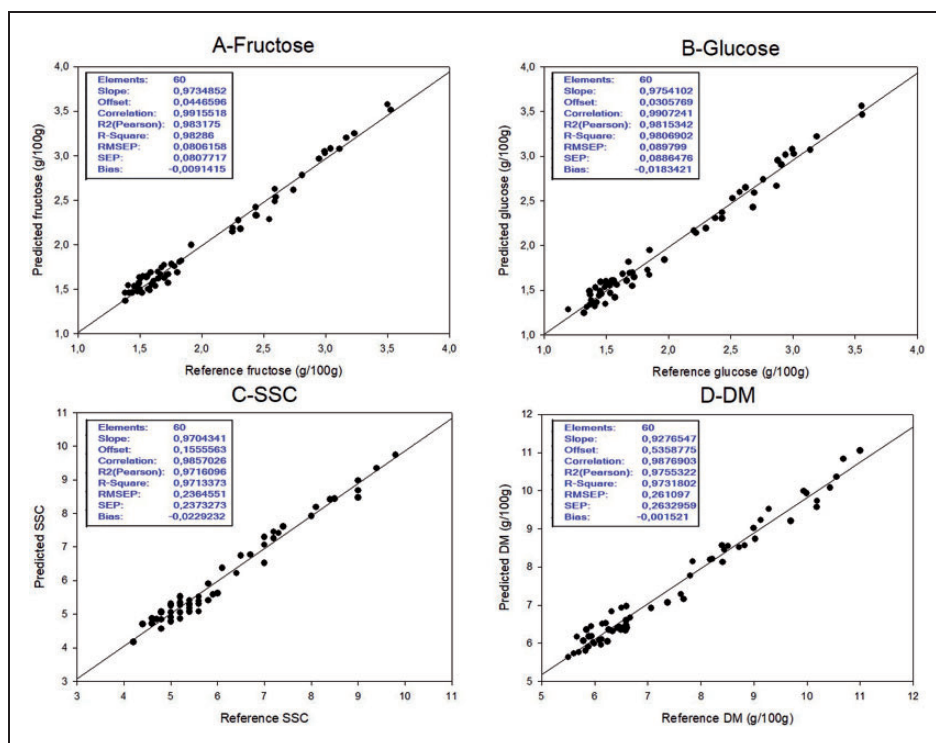 A-Fructose
Elements: 60
Slope: 0,9734852
Offset: 0,0446596
Correlation: 0,9915518
R2(Pearson): 0,983175
R-Square: 0,98286
RMSEP: 0,0806158
SEP: 0,0807717
Bias: -0,0091415
Predicted fructose (g/100g)
4,0
3,5
3,0
2,5
2,0
1,5
1,0
1,0 1,5 2,0 2,5 3,0 3,5 4,0
Reference fructose (g/100g)
B-Glucose
Elements: 60
Slope: 0,9754102
Offset: 0,0305769
Correlation: 0,9907241
R2(Pearson): 0,9815342
R-Square: 0,9806902
RMSEP: 0,089799
SEP: 0,0886476
Bias: -0,0183421
Predicted glucose (g/100g)
4,0
3,5
3,0
2,5
2,0
1,5
1,0
1,0 1,5 2,0 2,5 3,0 3,5 4,0
Reference glucose (g/100g)
C-SSC
Elements: 60
Slope: 0,9704341
Offset: 0,1555563
Correlation: 0,9857026
R2(Pearson): 0,9716096
R-Square: 0,9713373
RMSEP: 0,2364551
SEP: 0,2373273
Bias: -0,0229232
Predicted SSC
11
10
9
8
7
6
5
4
3
3 4 5 6 7 8 9 10 11
Reference SSC
D-DM
Elements: 60
Slope: 0,9276547
Offset: 0,5358775
Correlation: 0,9876903
R2(Pearson): 0,9755322
R-Square: 0,9731802
RMSEP: 0,261097
SEP: 0,2632959
Bias: -0,001521
Predicted DM (g/100g)
12
11
10
9
8
7
6
5
5 6 7 8 9 10 11 12
Reference DM (g/100g)